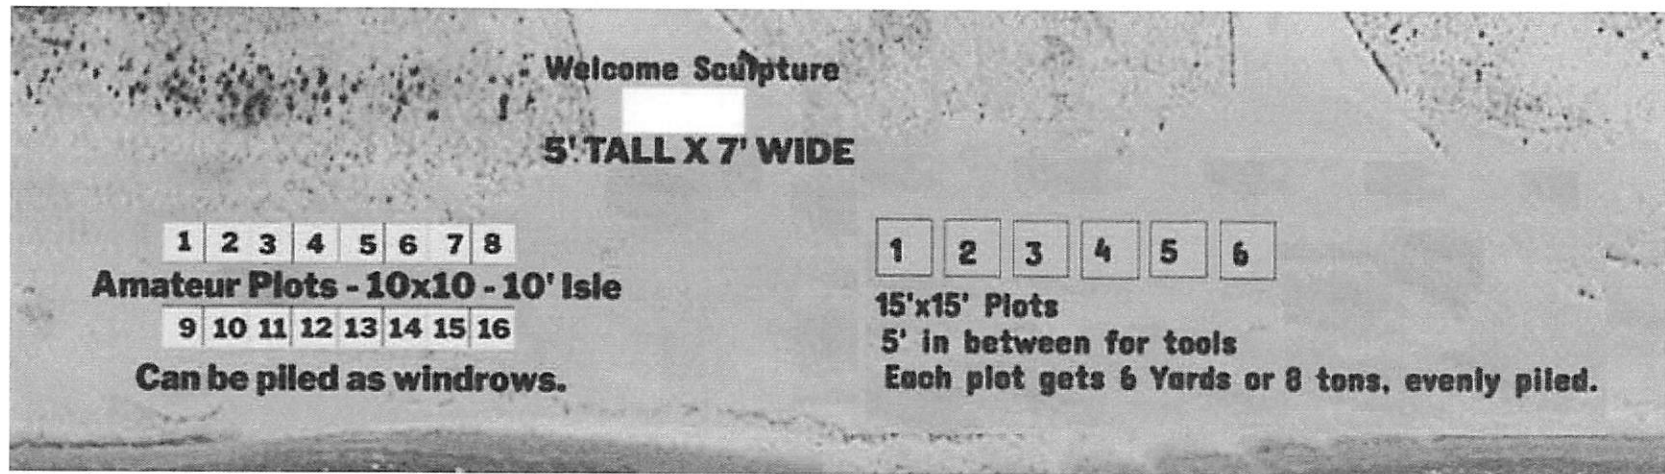 Welcome Sculpture
5' TALL X 7' WIDE
1 2 3 4 5 6 7 8
Amateur Plots - 10x10 - 10' Isle
9 10 11 12 13 14 15 16
Can be piled as windrows.
1 2 3 4 5 6
15'x15' Plots
5' in between for tools
Each plot gets 6 Yards or 8 tons, evenly piled.